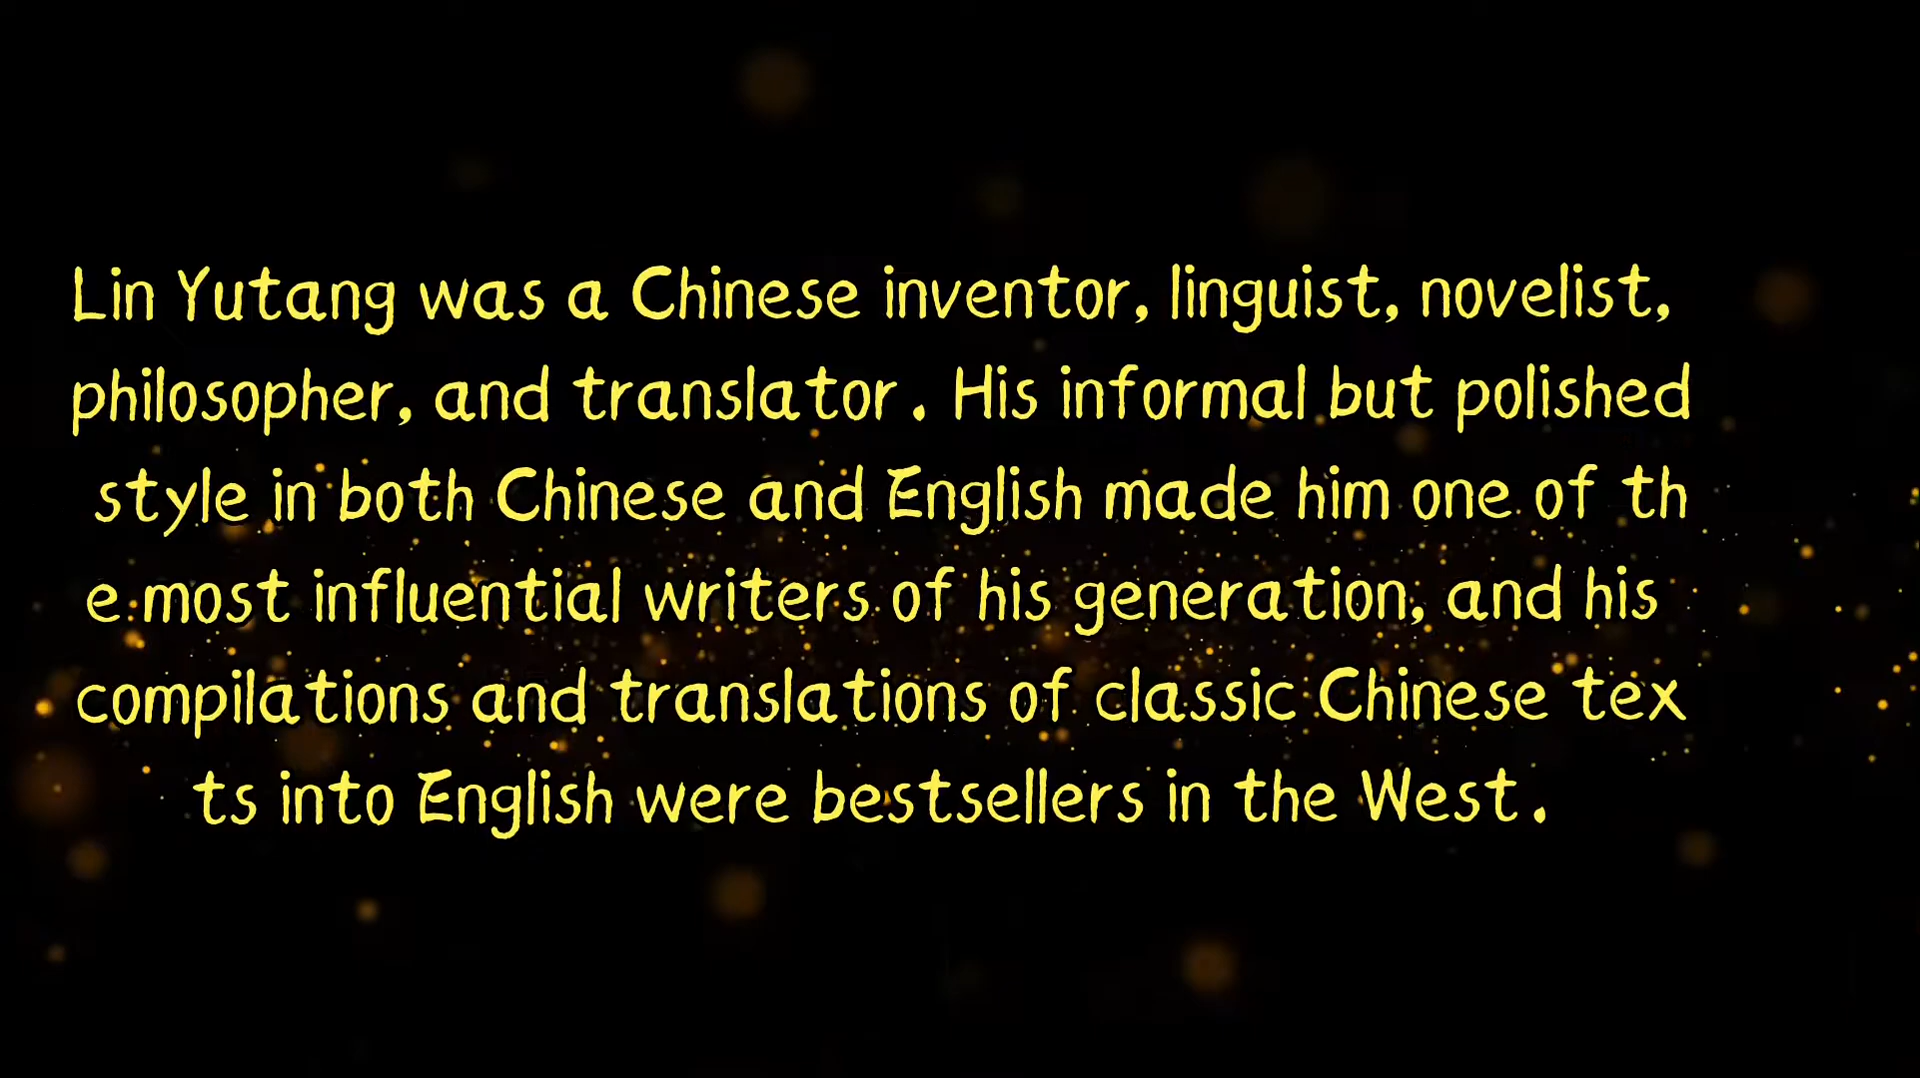 Lin Yutang was a Chinese inventor, linguist, novelist,
philosopher, and translator. His informal but polished
style in both Chinese and English made him one of th
e most influential writers of his generation, and his
compilations and translations of classic Chinese tex
ts into English were bestsellers in the West.